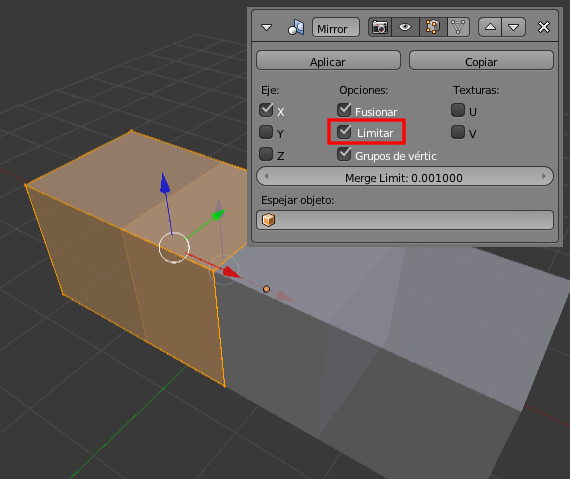 Mirror
Aplicar Copiar
Eje: Opciones: Texturas:
X Fusionar U
Y Limitar V
Z Grupos de vértic
Merge Limit: 0.001000
Espejar objeto: